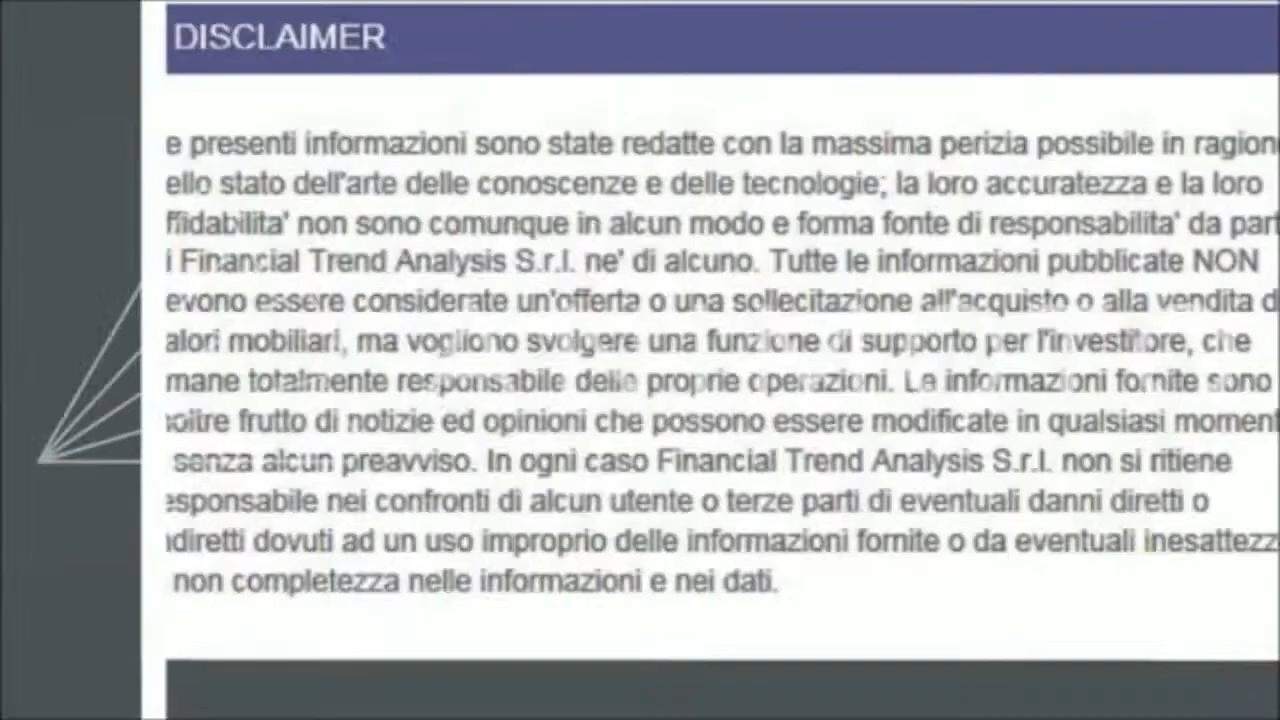 DISCLAIMER
e presenti informazioni sono state redatte con la massima perizia possibile in ragion
ello stato dell'arte delle conoscenze e delle tecnologie; la loro accuratezza e la loro
ffidabilita' non sono comunque in alcun modo e forma fonte di responsabilita' da part
i Financial Trend Analysis S.r.l. ne' di alcuno. Tutte le informazioni pubblicate NON
evono essere considerate un'offerta o una sollecitazione all'acquisto o alla vendita d
alori mobiliari, ma vogliono svolgere una funzione di supporto per l'investitore, che
mane totalmente responsabile delle proprie operazioni. Le informazioni fornite sono
noltre frutto di notizie ed opinioni che possono essere modificate in qualsiasi moment
senza alcun preavviso. In ogni caso Financial Trend Analysis S.r.l. non si ritiene
esponsabile nei confronti di alcun utente o terze parti di eventuali danni diretti o
ndiretti dovuti ad un uso improprio delle informazioni fornite o da eventuali inesattezz
non completezza nelle informazioni e nei dati.